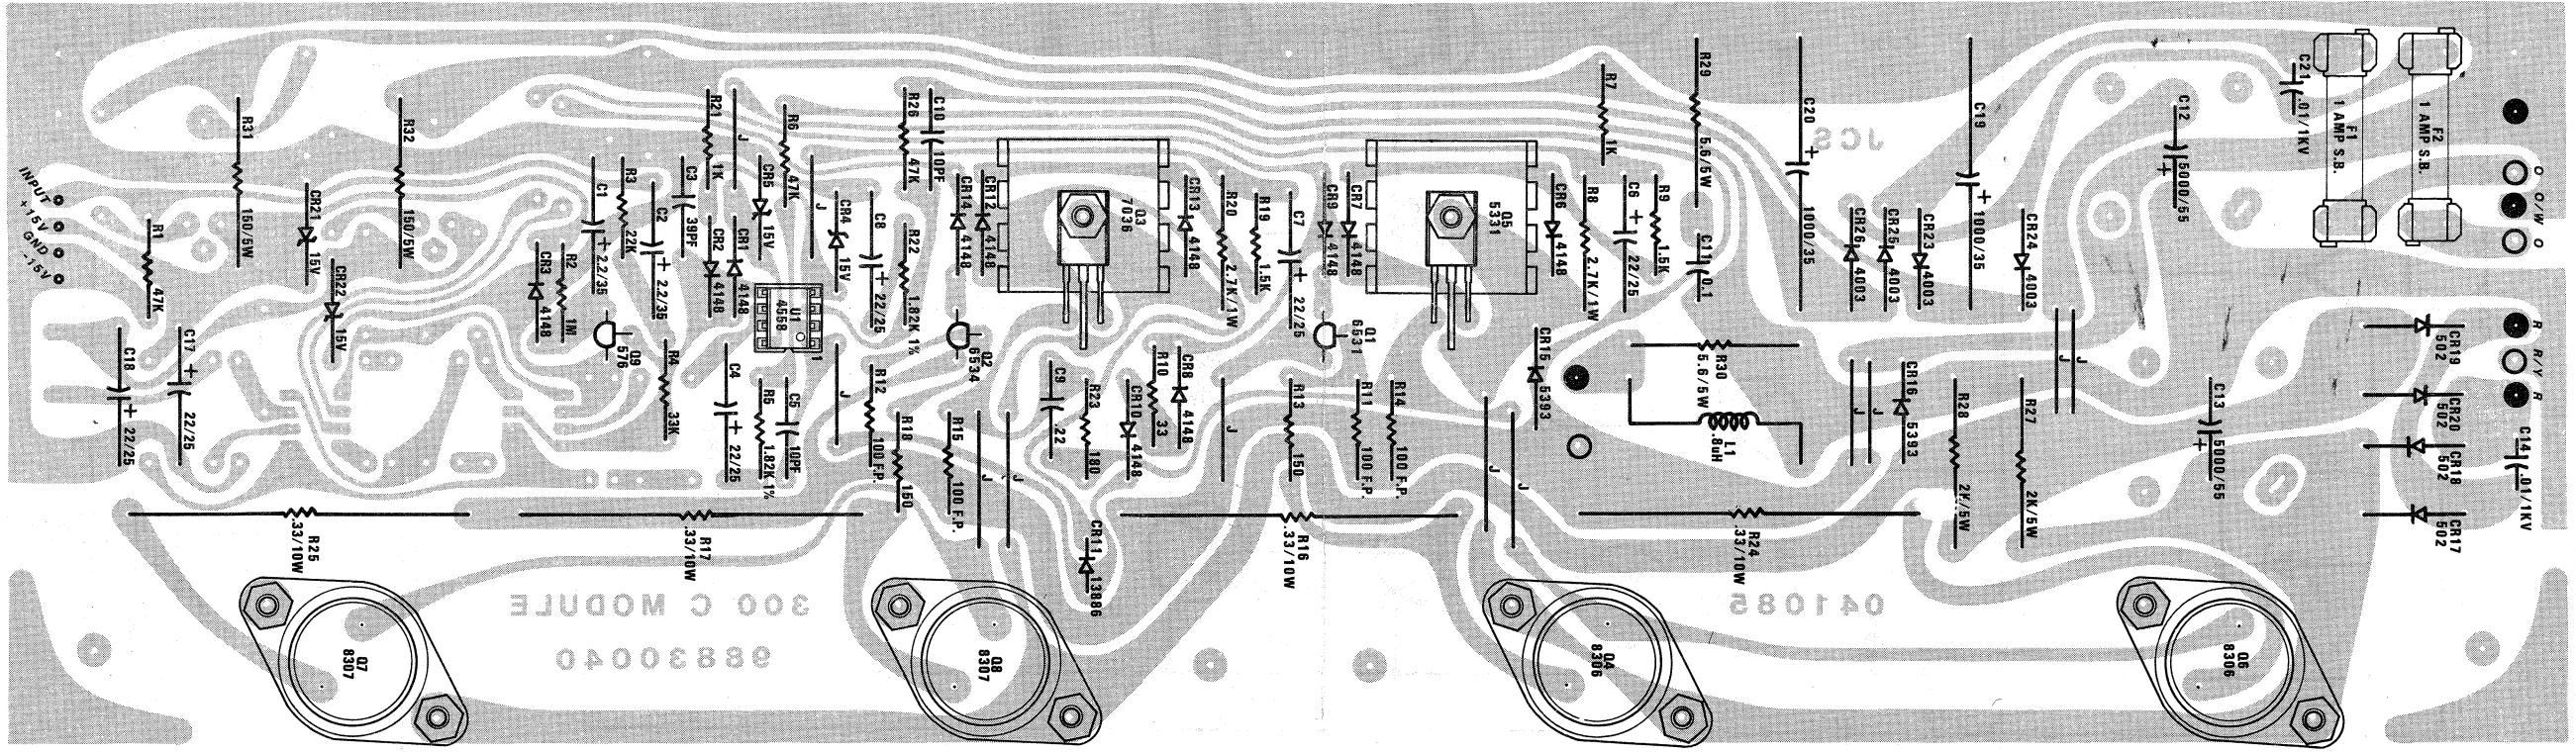 INPUT
+15V
GND
-15V
R1
47K
R31
150/5W
CR21
15V
CR22
15V
R32
150/5W
C18
22/25
C17
22/25
CR3
4148
R2
1M
C1
2.2/35
R3
22K
C2
2.2/35
Q9
576
R4
33K
C3
39PF
R21
1K
J
CR2
4148
CR1
4148
CR5
15V
R6
47K
J
U1
4558
1
C4
22/25
R5
1.82K 1%
C5
10PF
CR4
15V
C8
22/25
J
R12
100 F.P.
R26
47K
C10
10PF
R22
1.82K 1%
R18
150
CR14
4148
CR12
4148
Q2
6534
R15
100 F.P.
J
J
Q3
7036
C9
.22
R23
180
CR10
4148
R10
33
CR8
4148
CR11
13886
CR13
4148
R20
2.7K/1W
R19
1.5K
C7
22/25
J
R13
150
CR9
4148
CR7
4148
Q1
6531
R11
100 F.P.
R14
100 F.P.
Q5
5331
J
J
CR15
5393
CR6
4148
R7
1K
R8
2.7K/1W
C6
22/25
R9
1.5K
R29
5.6/5W
C11
0.1
R30
5.6/5W
L1
.8uH
C20
1000/35
JCS
CR26
4003
CR25
4003
CR23
4003
C19
1000/35
CR24
4003
J
J
CR16
5393
R28
2K/5W
R27
2K/5W
J
J
C12
5000/55
C13
5000/55
C21
.01/1KV
F1
1 AMP S.B.
F2
1 AMP S.B.
O
O/W
O
R
R/Y
R
CR19
502
CR20
502
CR18
502
CR17
502
C14
.01/1KV
R25
.33/10W
R17
.33/10W
R16
.33/10W
R24
.33/10W
300 C MODULE
98830040
041085
Q7
8307
Q8
8307
Q4
8306
Q6
8306